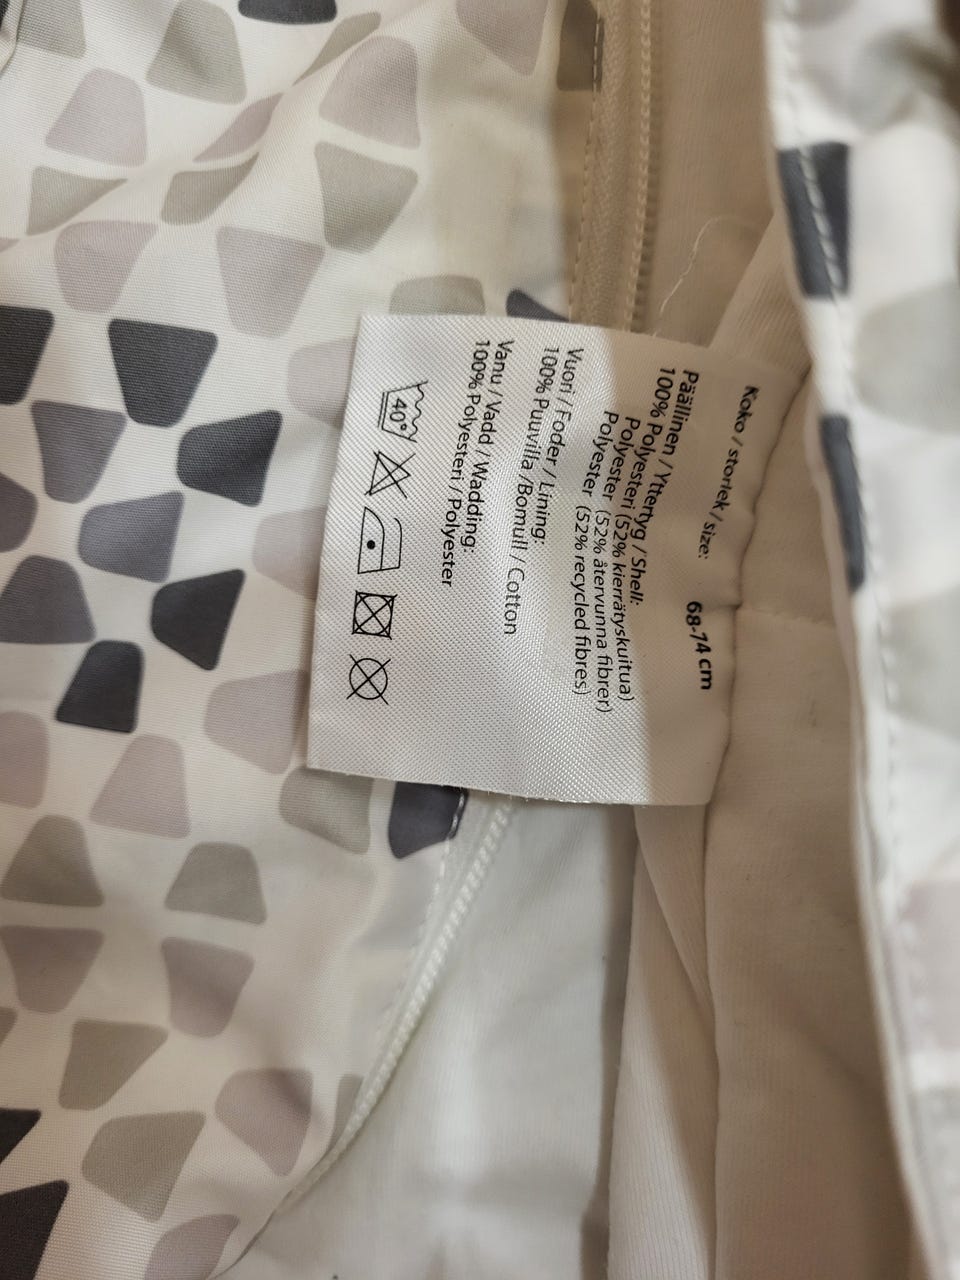 Koko / storlek / size: 68-74 cm
Päällinen / Yttertyg / Shell:
100% Polyesteri (52% kierrätyskuitua)
Polyester (52% återvunna fibrer)
Polyester (52% recycled fibres)
Vuori / Foder / Lining:
100% Puuvilla /Bomull / Cotton
Vanu / Vadd / Wadding:
100% Polyesteri / Polyester
40°